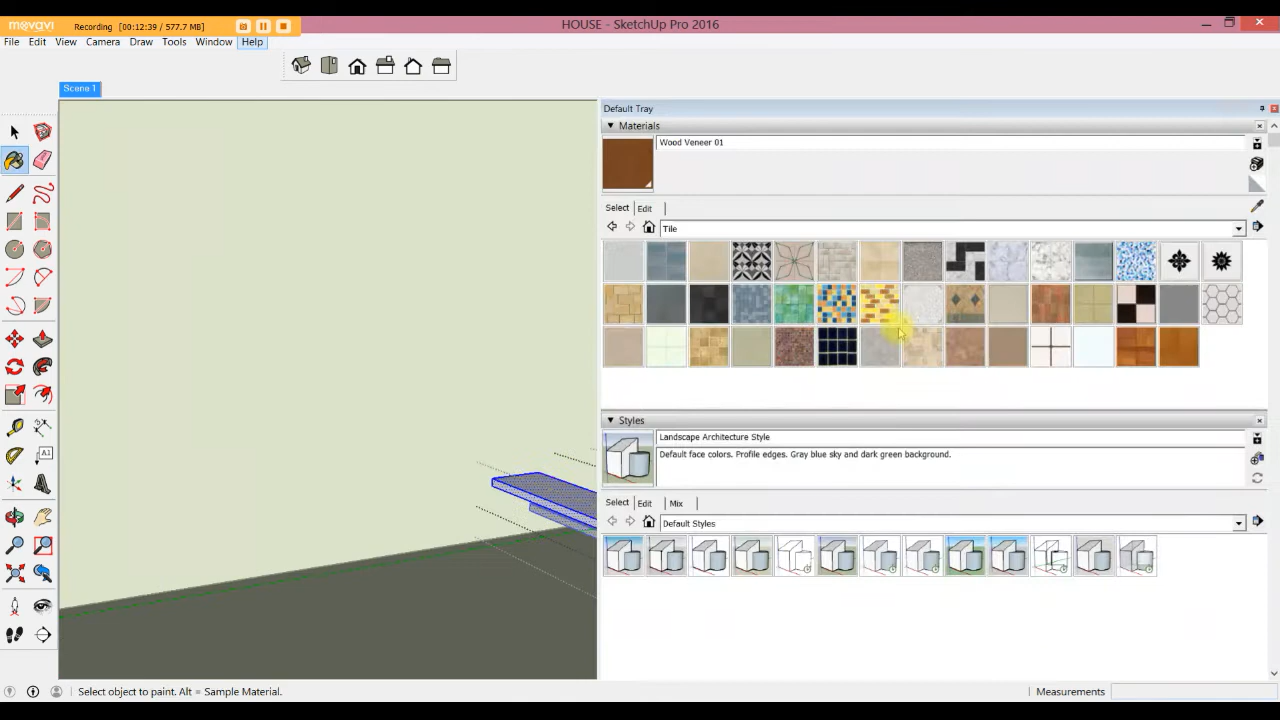 movavi
Recording [00:12:39 / 577.7 MB]
HOUSE - SketchUp Pro 2016
File Edit View Camera Draw Tools Window Help
Scene 1
Default Tray
Materials
Wood Veneer 01
Select Edit
Tile
Styles
Landscape Architecture Style
Default face colors. Profile edges. Gray blue sky and dark green background.
Select Edit Mix
Default Styles
A1
Select object to paint. Alt = Sample Material.
Measurements